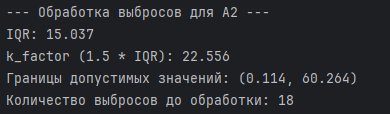 --- Обработка выбросов для A2 ---
IQR: 15.037
k_factor (1.5 * IQR): 22.556
Границы допустимых значений: (0.114, 60.264)
Количество выбросов до обработки: 18